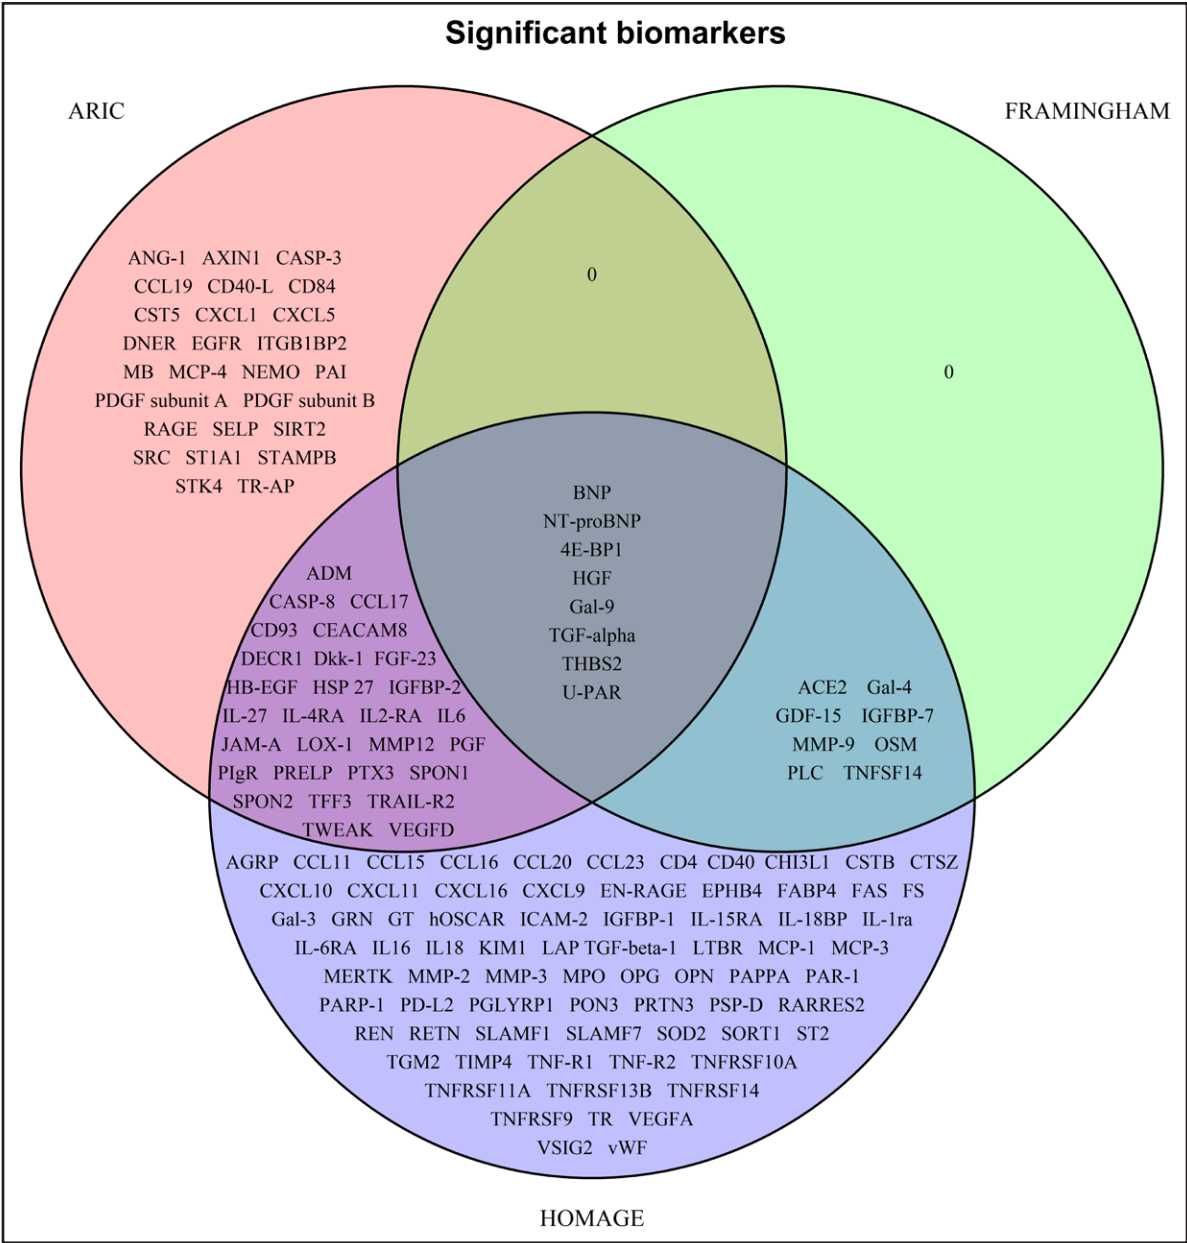 Significant biomarkers
ARIC
FRAMINGHAM
ANG-1 AXIN1 CASP-3
CCL19 CD40-L CD84
CST5 CXCL1 CXCL5
DNER EGFR ITGB1BP2
MB MCP-4 NEMO PAI
PDGF subunit A PDGF subunit B
RAGE SELP SIRT2
SRC ST1A1 STAMPB
STK4 TR-AP
0
0
BNP
NT-proBNP
4E-BP1
HGF
Gal-9
TGF-alpha
THBS2
U-PAR
ADM
CASP-8 CCL17
CD93 CEACAM8
DECR1 Dkk-1 FGF-23
HB-EGF HSP 27 IGFBP-2
IL-27 IL-4RA IL2-RA IL6
JAM-A LOX-1 MMP12 PGF
PIgR PRELP PTX3 SPON1
SPON2 TFF3 TRAIL-R2
TWEAK VEGFD
ACE2 Gal-4
GDF-15 IGFBP-7
MMP-9 OSM
PLC TNFSF14
AGRP CCL11 CCL15 CCL16 CCL20 CCL23 CD4 CD40 CHI3L1 CSTB CTSZ
CXCL10 CXCL11 CXCL16 CXCL9 EN-RAGE EPHB4 FABP4 FAS FS
Gal-3 GRN GT hOSCAR ICAM-2 IGFBP-1 IL-15RA IL-18BP IL-1ra
IL-6RA IL16 IL18 KIM1 LAP TGF-beta-1 LTBR MCP-1 MCP-3
MERTK MMP-2 MMP-3 MPO OPG OPN PAPPA PAR-1
PARP-1 PD-L2 PGLYRP1 PON3 PRTN3 PSP-D RARRES2
REN RETN SLAMF1 SLAMF7 SOD2 SORT1 ST2
TGM2 TIMP4 TNF-R1 TNF-R2 TNFRSF10A
TNFRSF11A TNFRSF13B TNFRSF14
TNFRSF9 TR VEGFA
VSIG2 vWF
HOMAGE